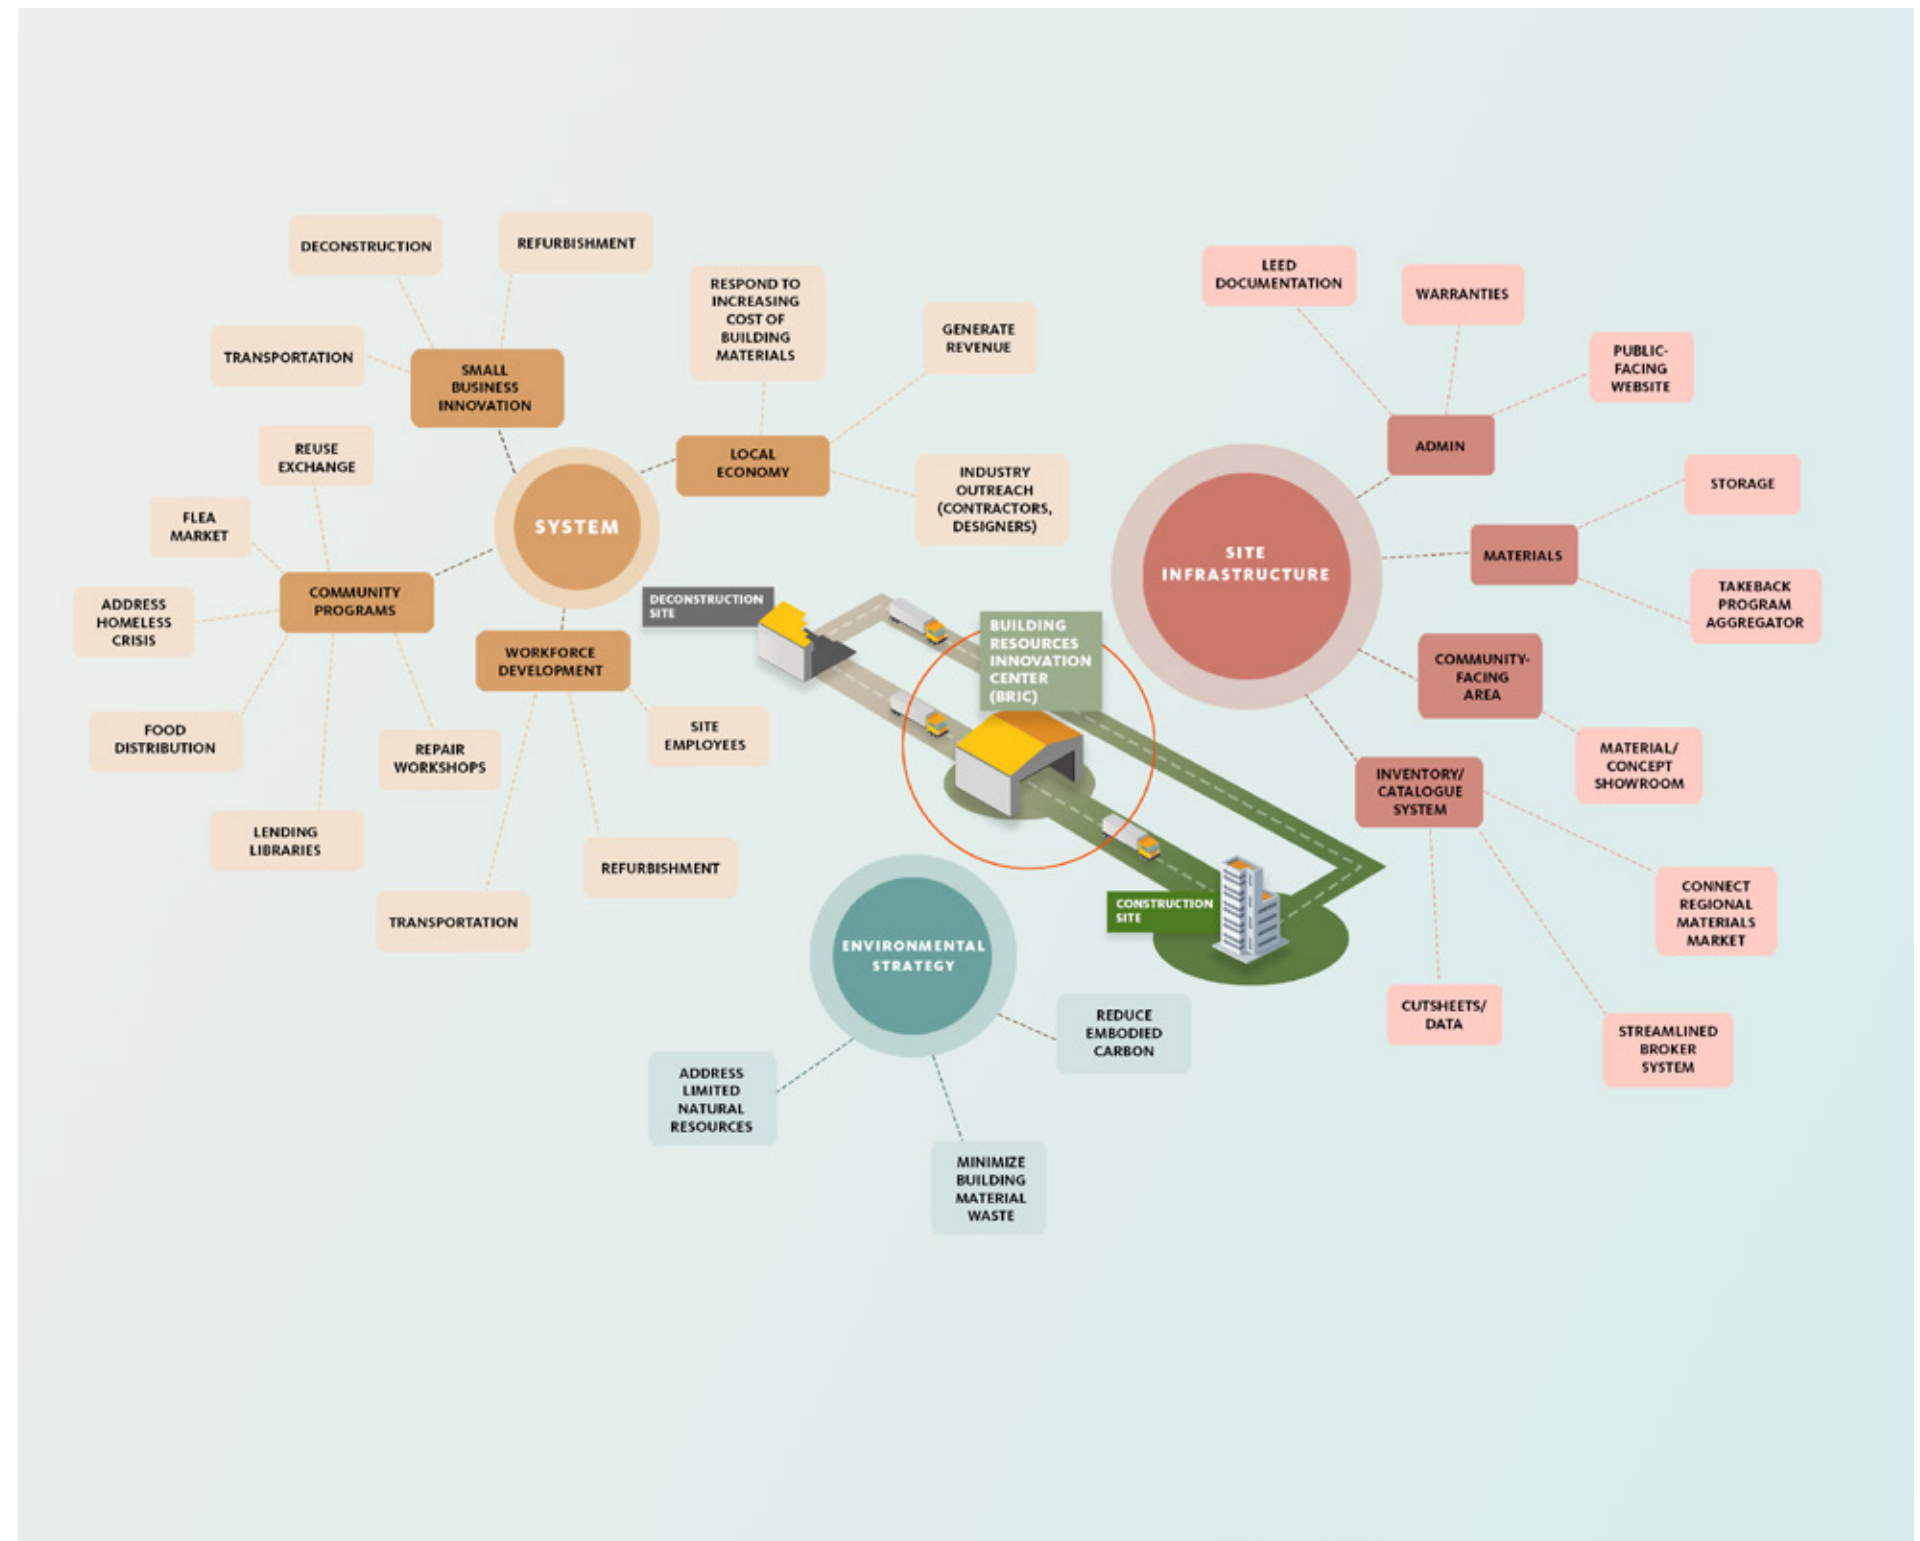 DECONSTRUCTION
REFURBISHMENT
TRANSPORTATION
SMALL
BUSINESS
INNOVATION
RESPOND TO
INCREASING
COST OF
BUILDING
MATERIALS
GENERATE
REVENUE
LOCAL
ECONOMY
INDUSTRY
OUTREACH
(CONTRACTORS,
DESIGNERS)
SYSTEM
REUSE
EXCHANGE
FLEA
MARKET
ADDRESS
HOMELESS
CRISIS
COMMUNITY
PROGRAMS
FOOD
DISTRIBUTION
LENDING
LIBRARIES
REPAIR
WORKSHOPS
WORKFORCE
DEVELOPMENT
SITE
EMPLOYEES
REFURBISHMENT
TRANSPORTATION
DECONSTRUCTION
SITE
BUILDING
RESOURCES
INNOVATION
CENTER
(BRIC)
CONSTRUCTION
SITE
ENVIRONMENTAL
STRATEGY
ADDRESS
LIMITED
NATURAL
RESOURCES
MINIMIZE
BUILDING
MATERIAL
WASTE
REDUCE
EMBODIED
CARBON
SITE
INFRASTRUCTURE
LEED
DOCUMENTATION
WARRANTIES
PUBLIC-
FACING
WEBSITE
ADMIN
STORAGE
MATERIALS
TAKEBACK
PROGRAM
AGGREGATOR
COMMUNITY-
FACING
AREA
MATERIAL/
CONCEPT
SHOWROOM
INVENTORY/
CATALOGUE
SYSTEM
CONNECT
REGIONAL
MATERIALS
MARKET
CUTSHEETS/
DATA
STREAMLINED
BROKER
SYSTEM